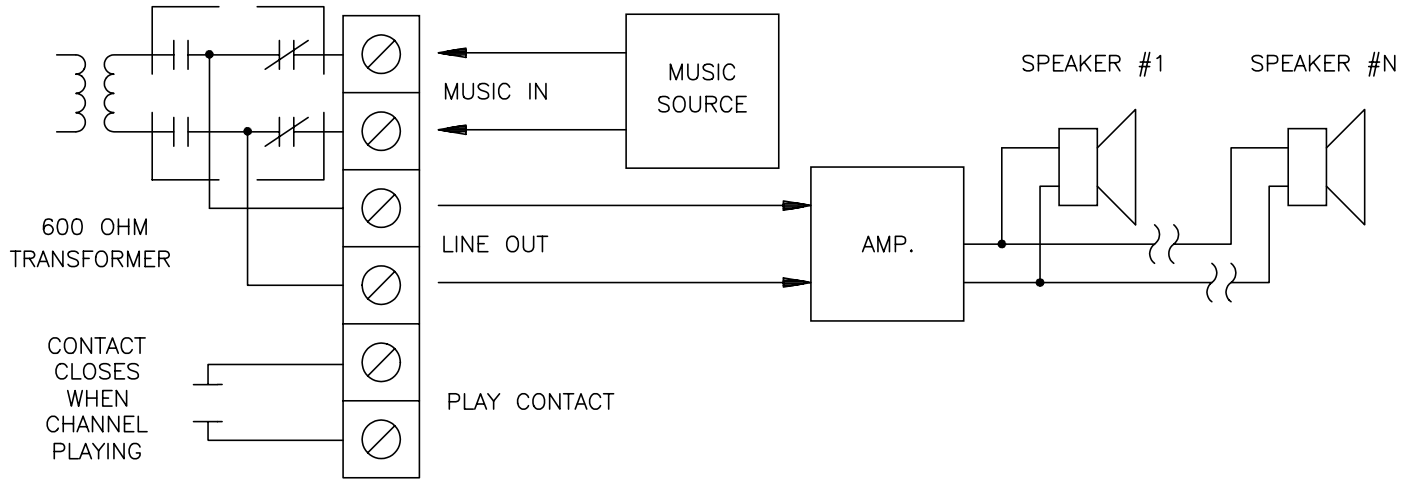 MUSIC IN
MUSIC
SOURCE
SPEAKER #1
SPEAKER #N
600 OHM
TRANSFORMER
LINE OUT
AMP.
CONTACT
CLOSES
WHEN
CHANNEL
PLAYING
PLAY CONTACT